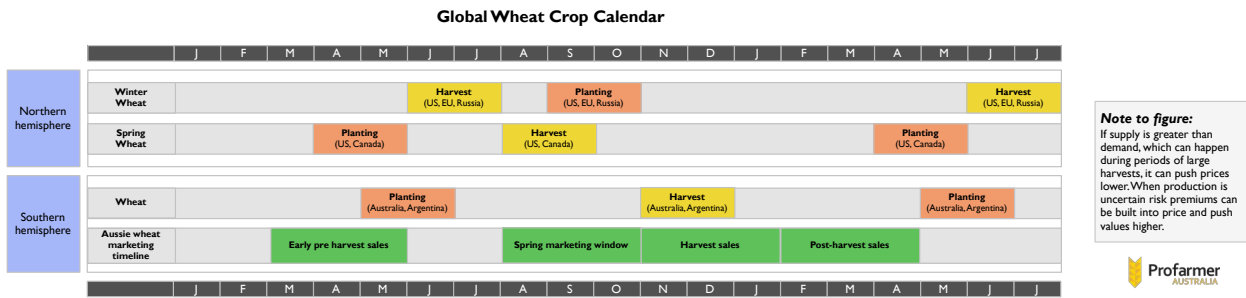 Global Wheat Crop Calendar
J F M A M J J A S O N D J F M A M J J
Northern
hemisphere
Winter
Wheat
Harvest
(US, EU, Russia)
Planting
(US, EU, Russia)
Harvest
(US, EU, Russia)
Spring
Wheat
Planting
(US, Canada)
Harvest
(US, Canada)
Planting
(US, Canada)
Southern
hemisphere
Wheat
Planting
(Australia, Argentina)
Harvest
(Australia, Argentina)
Planting
(Australia, Argentina)
Aussie wheat
marketing
timeline
Early pre harvest sales
Spring marketing window
Harvest sales
Post-harvest sales
J F M A M J J A S O N D J F M A M J J
Note to figure:
If supply is greater than
demand, which can happen
during periods of large
harvests, it can push prices
lower. When production is
uncertain risk premiums can
be built into price and push
values higher.
Profarmer
AUSTRALIA